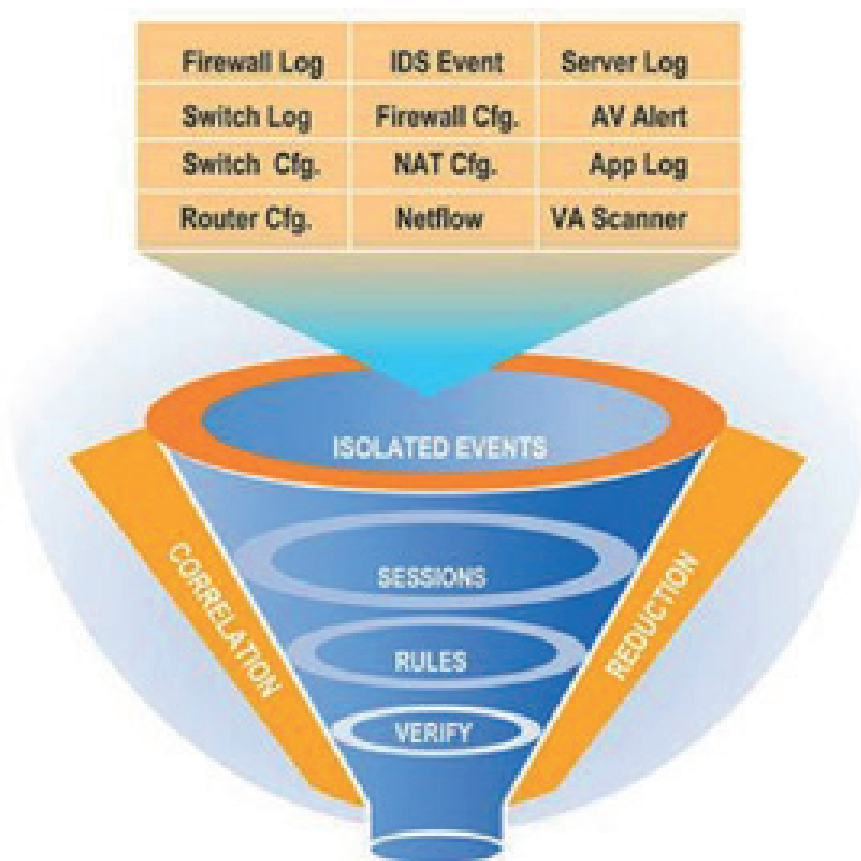 Firewall Log IDS Event Server Log
Switch Log Firewall Cfg. AV Alert
Switch Cfg. NAT Cfg. App Log
Router Cfg. Netflow VA Scanner
ISOLATED EVENTS
CORRELATION
SESSIONS
REDUCTION
RULES
VERIFY